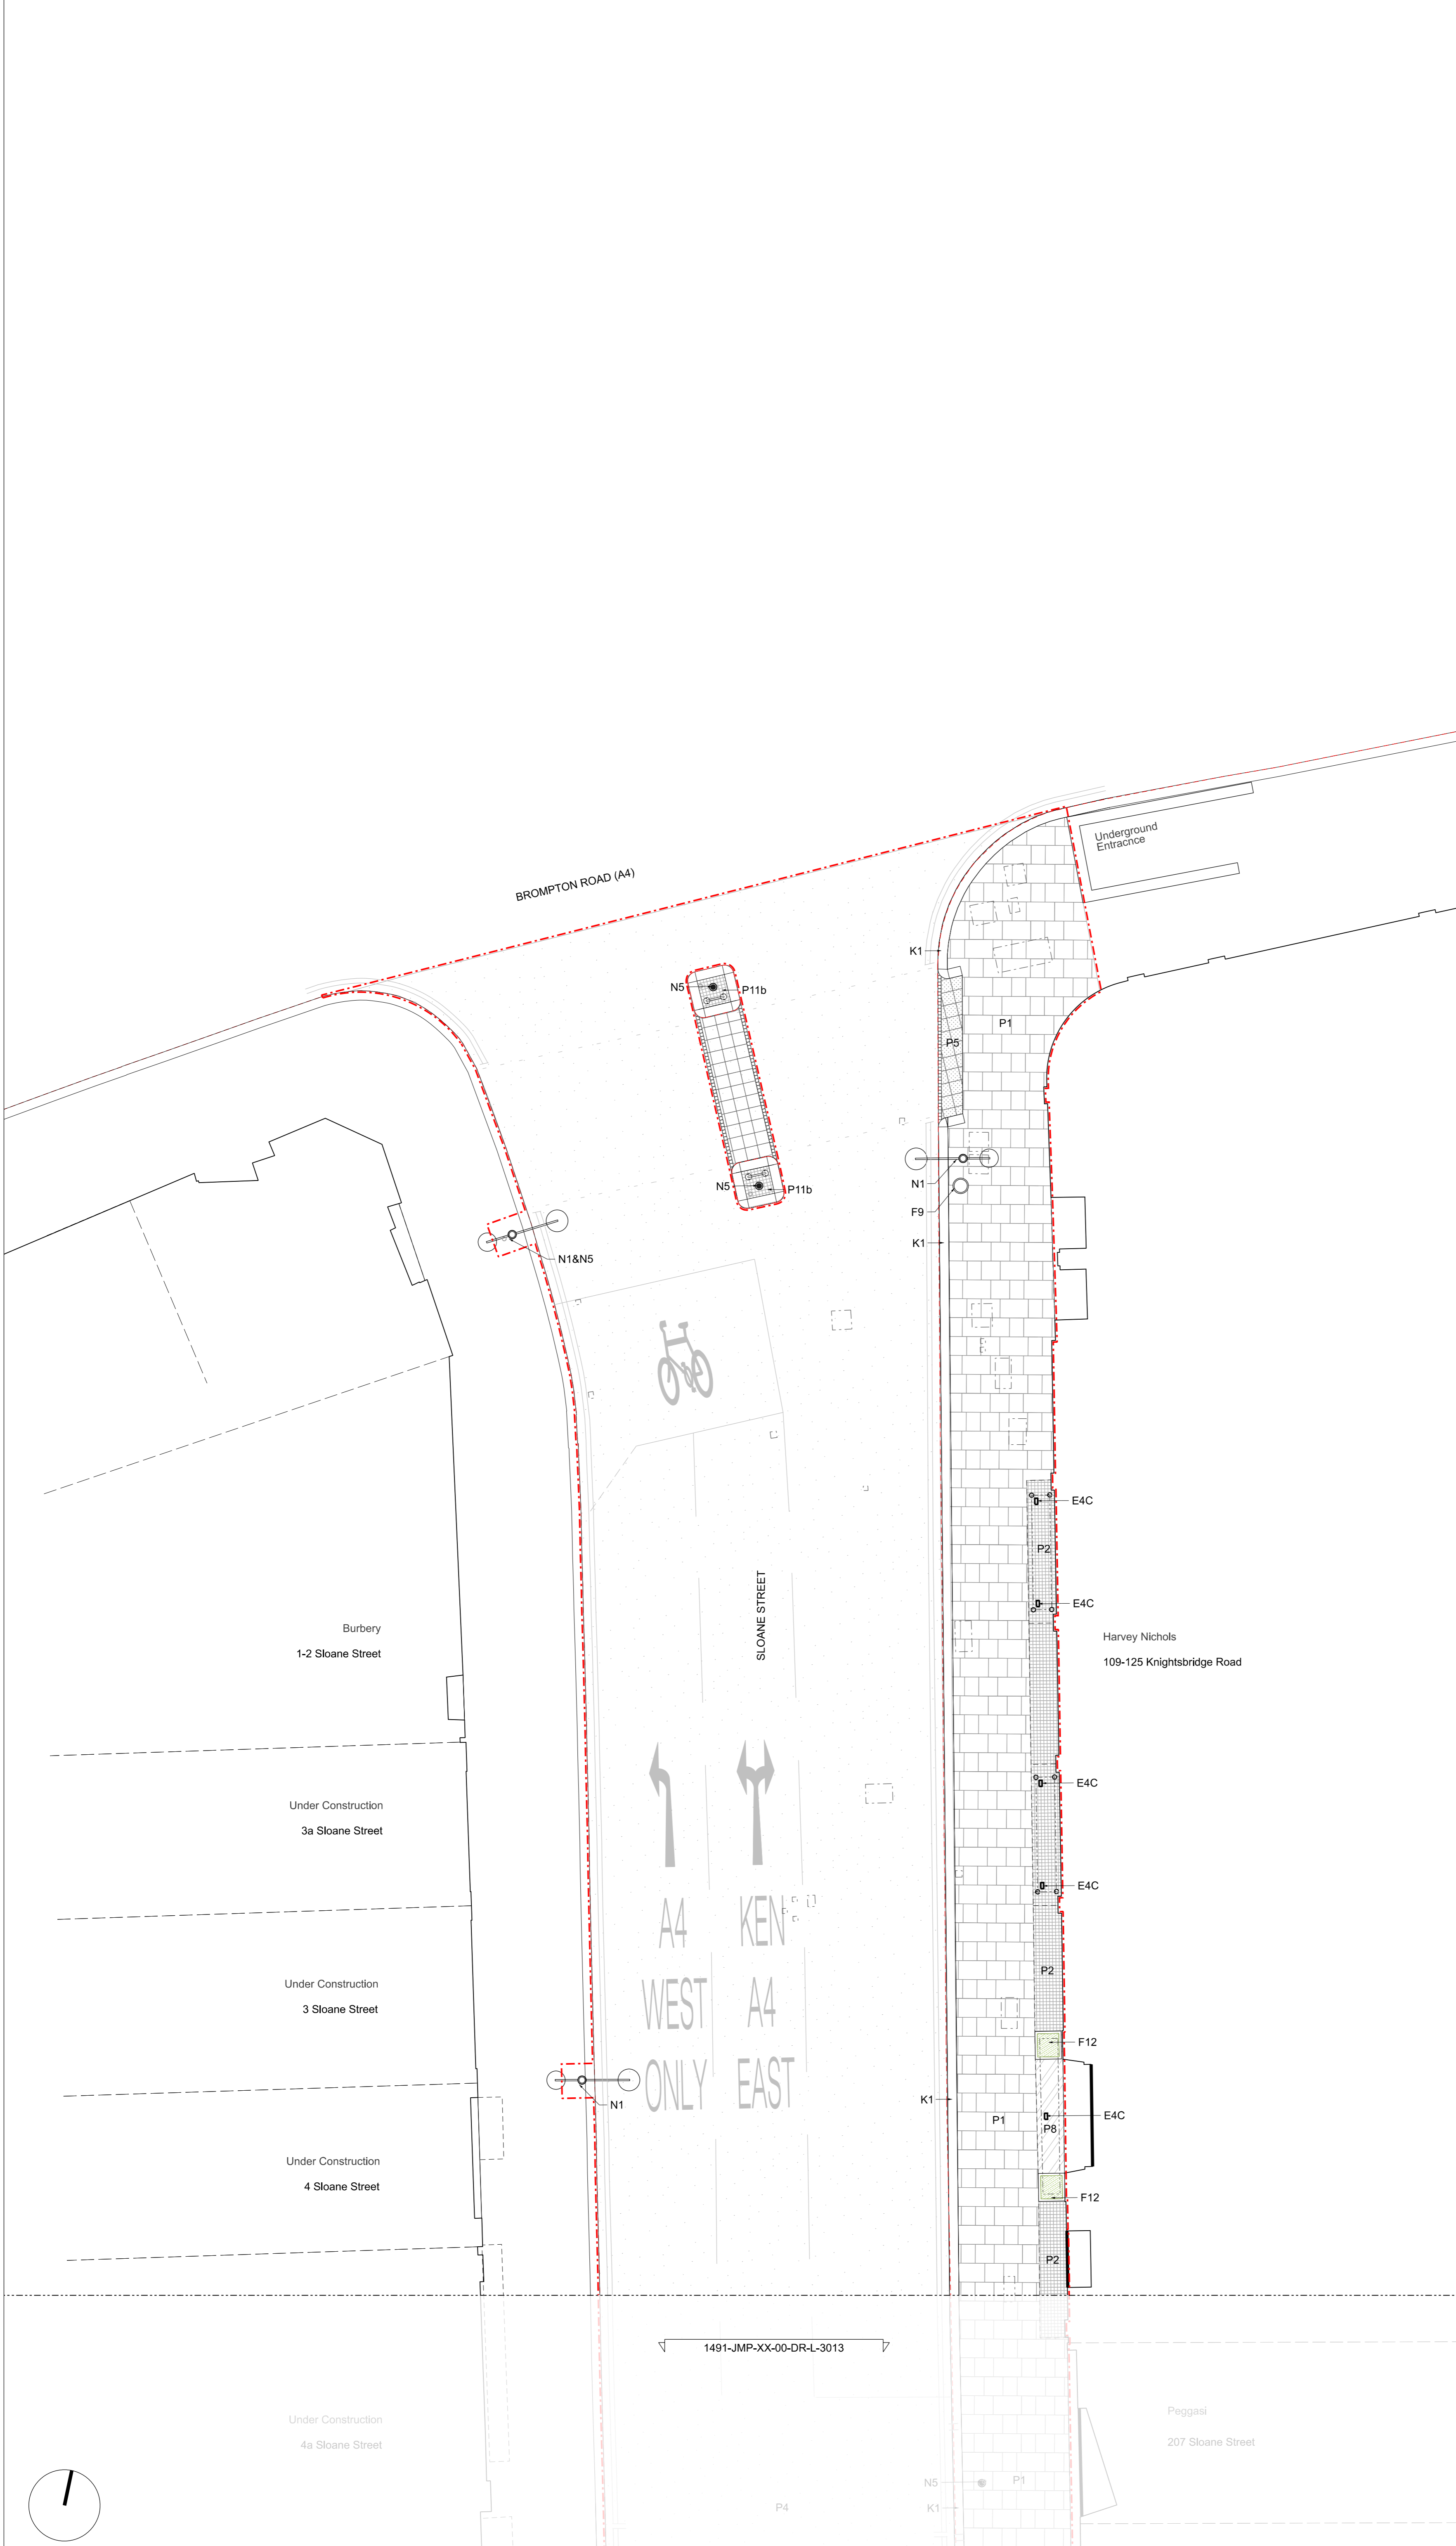 Underground
Entracnce
BROMPTON ROAD (A4)
K1
N5
P11b
P1
P5
N1
N5
P11b
F9
K1
N1&N5
E4C
P2
SLOANE STREET
E4C
Burbery
1-2 Sloane Street
Harvey Nichols
109-125 Knightsbridge Road
E4C
Under Construction
3a Sloane Street
E4C
A4
KEN
P2
Under Construction
3 Sloane Street
WEST
A4
F12
ONLY
EAST
N1
K1
P1
E4C
P8
Under Construction
4 Sloane Street
F12
P2
1491-JMP-XX-00-DR-L-3013
Under Construction
4a Sloane Street
Peggasi
207 Sloane Street
N5
P1
P4
K1